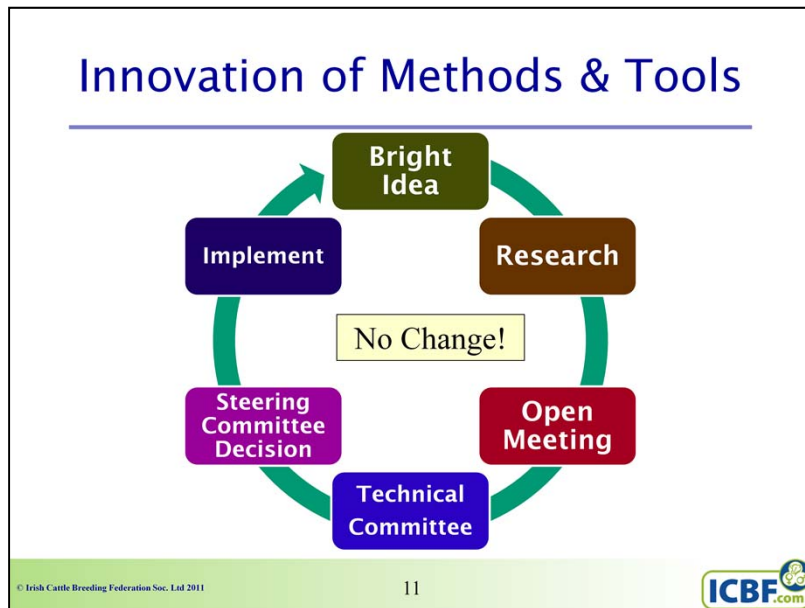 Innovation of Methods & Tools
Bright
Idea
Research
Open
Meeting
Technical
Committee
Steering
Committee
Decision
Implement
No Change!
© Irish Cattle Breeding Federation Soc. Ltd 2011
11
ICBF.com